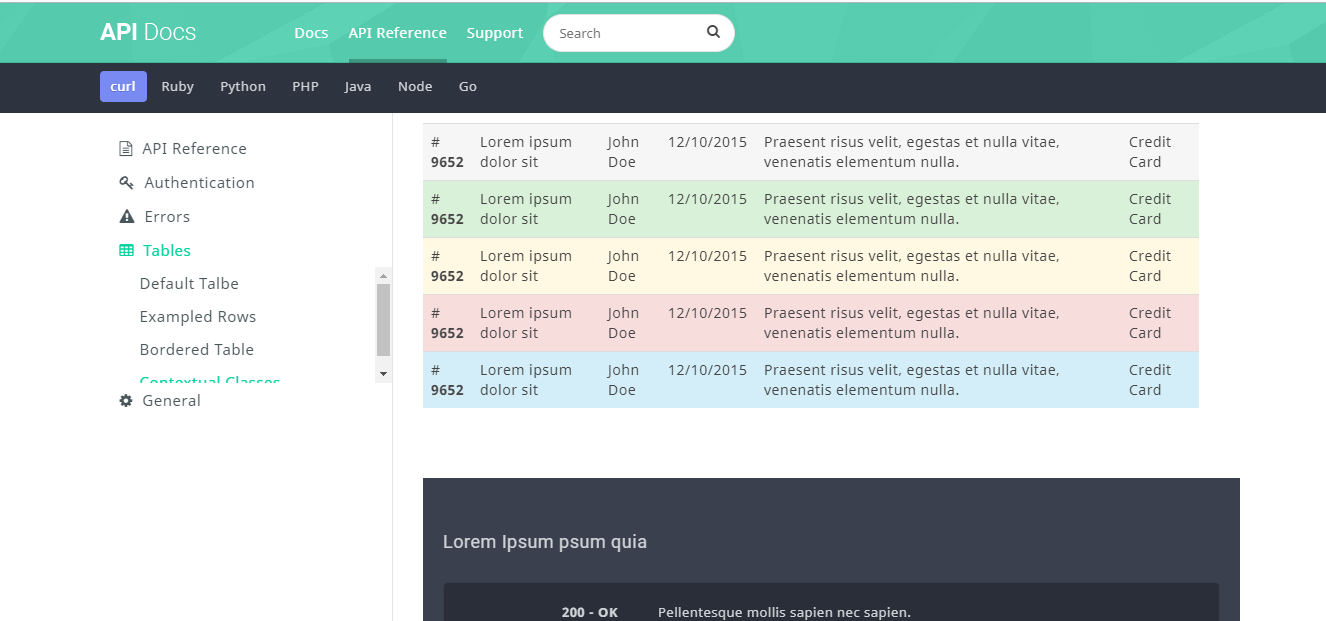 API Docs Docs API Reference Support Search
curl Ruby Python PHP Java Node Go
API Reference
Authentication
Errors
Tables
Default Talbe
Exampled Rows
Bordered Table
Contextual Classes
General
# Lorem ipsum John 12/10/2015 Praesent risus velit, egestas et nulla vitae, Credit
9652 dolor sit Doe venenatis elementum nulla. Card
# Lorem ipsum John 12/10/2015 Praesent risus velit, egestas et nulla vitae, Credit
9652 dolor sit Doe venenatis elementum nulla. Card
# Lorem ipsum John 12/10/2015 Praesent risus velit, egestas et nulla vitae, Credit
9652 dolor sit Doe venenatis elementum nulla. Card
# Lorem ipsum John 12/10/2015 Praesent risus velit, egestas et nulla vitae, Credit
9652 dolor sit Doe venenatis elementum nulla. Card
# Lorem ipsum John 12/10/2015 Praesent risus velit, egestas et nulla vitae, Credit
9652 dolor sit Doe venenatis elementum nulla. Card
Lorem Ipsum psum quia
200 - OK Pellentesque mollis sapien nec sapien.